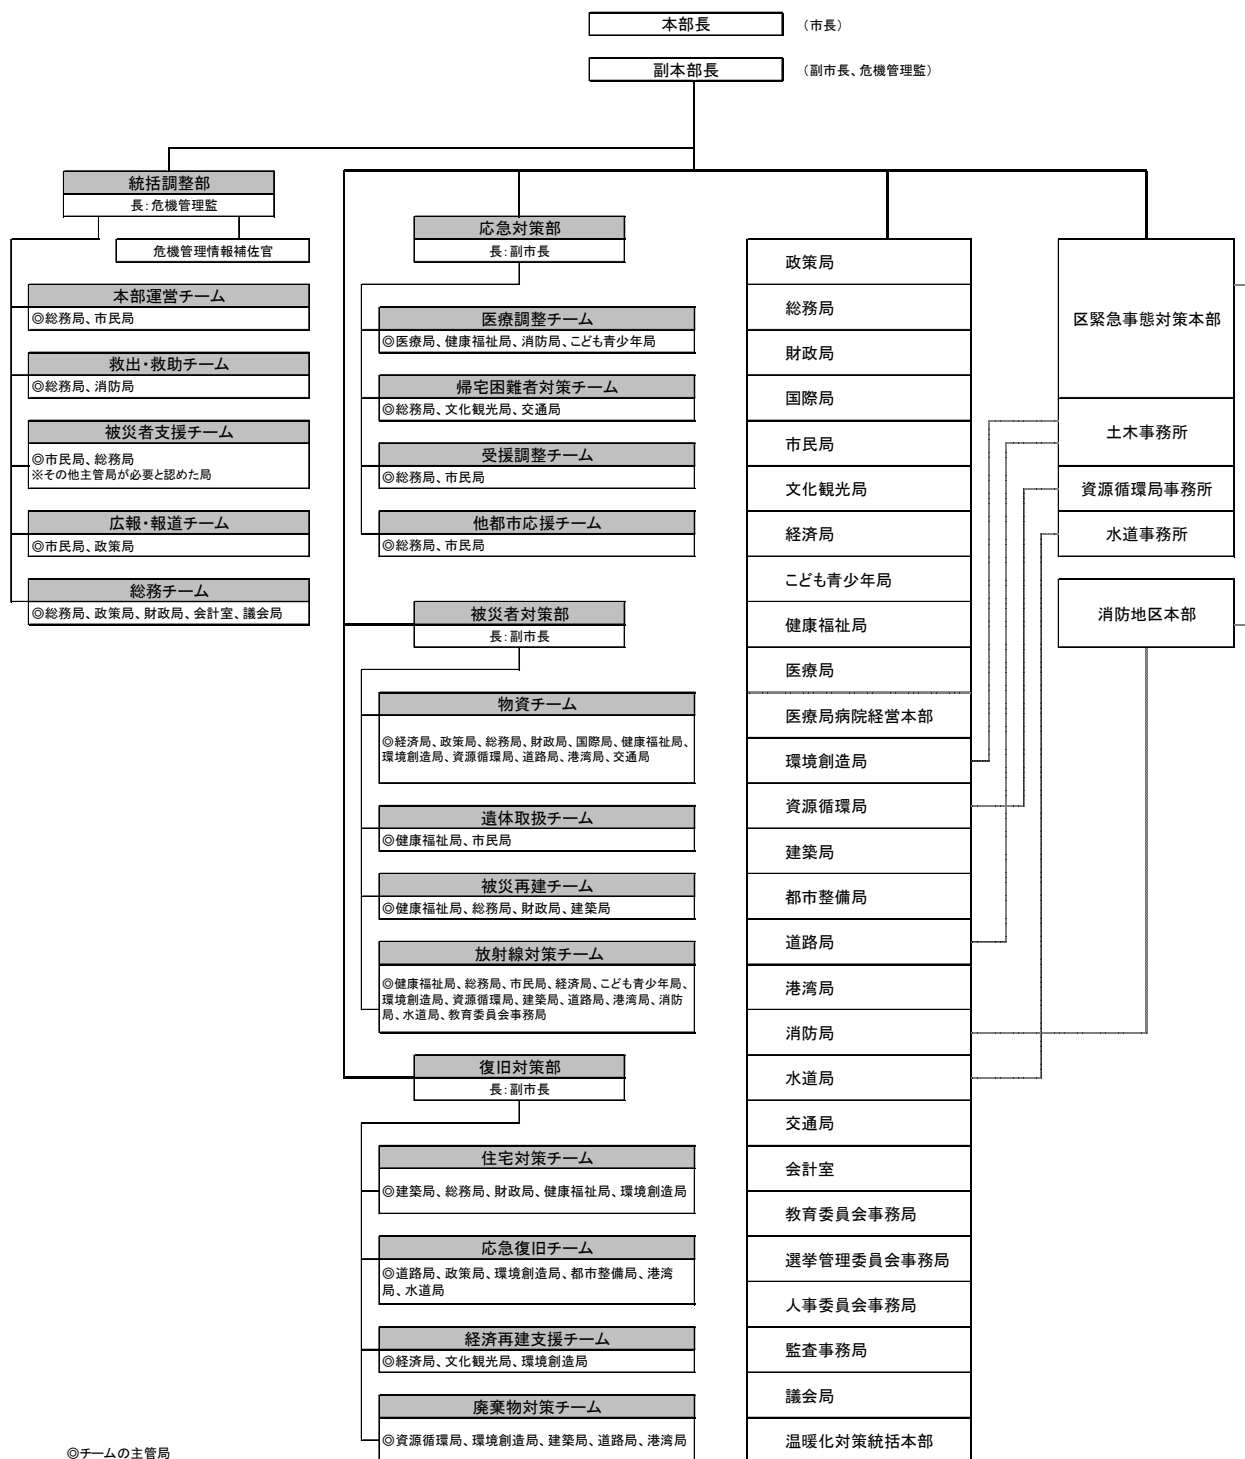 本部長
（市長）
副本部長
（副市長、危機管理監）
統括調整部
長：危機管理監
危機管理情報補佐官
本部運営チーム
◎総務局、市民局
救出・救助チーム
◎総務局、消防局
被災者支援チーム
◎市民局、総務局
※その他主管局が必要と認めた局
広報・報道チーム
◎市民局、政策局
総務チーム
◎総務局、政策局、財政局、会計室、議会局
応急対策部
長：副市長
医療調整チーム
◎医療局、健康福祉局、消防局、こども青少年局
帰宅困難者対策チーム
◎総務局、文化観光局、交通局
受援調整チーム
◎総務局、市民局
他都市応援チーム
◎総務局、市民局
被災者対策部
長：副市長
物資チーム
◎経済局、政策局、総務局、財政局、国際局、健康福祉局、
環境創造局、資源循環局、道路局、港湾局、交通局
遺体取扱チーム
◎健康福祉局、市民局
被災再建チーム
◎健康福祉局、総務局、財政局、建築局
放射線対策チーム
◎健康福祉局、総務局、市民局、経済局、こども青少年局、
環境創造局、資源循環局、建築局、道路局、港湾局、消防
局、水道局、教育委員会事務局
復旧対策部
長：副市長
住宅対策チーム
◎建築局、総務局、財政局、健康福祉局、環境創造局
応急復旧チーム
◎道路局、政策局、環境創造局、都市整備局、港湾
局、水道局
経済再建支援チーム
◎経済局、文化観光局、環境創造局
廃棄物対策チーム
◎資源循環局、環境創造局、建築局、道路局、港湾局
政策局
総務局
財政局
国際局
市民局
文化観光局
経済局
こども青少年局
健康福祉局
医療局
医療局病院経営本部
環境創造局
資源循環局
建築局
都市整備局
道路局
港湾局
消防局
水道局
交通局
会計室
教育委員会事務局
選挙管理委員会事務局
人事委員会事務局
監査事務局
議会局
温暖化対策統括本部
区緊急事態対策本部
土木事務所
資源循環局事務所
水道事務所
消防地区本部
◎チームの主管局